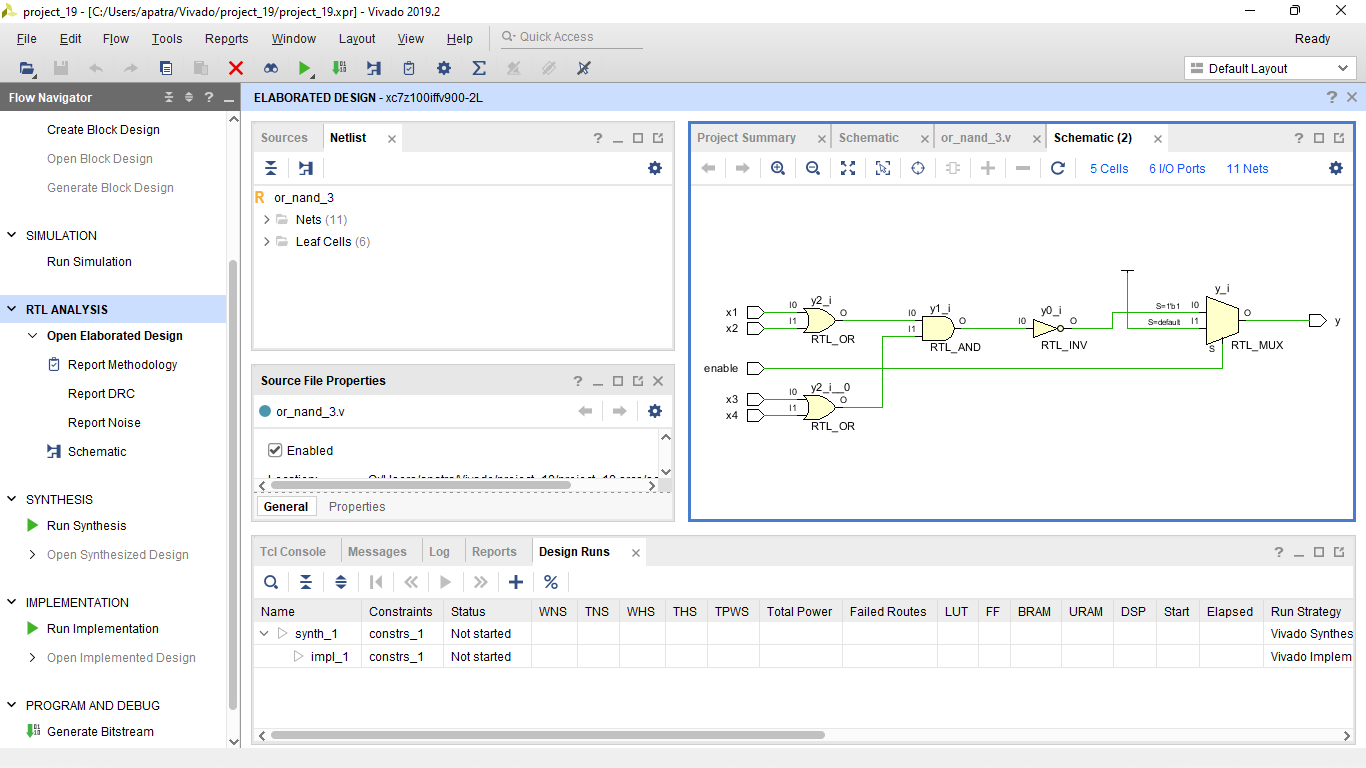 project_19 - [C:/Users/apatra/Vivado/project_19/project_19.xpr] - Vivado 2019.2
File Edit Flow Tools Reports Window Layout View Help Quick Access Ready
Default Layout
Flow Navigator ?
Create Block Design
Open Block Design
Generate Block Design
SIMULATION
Run Simulation
RTL ANALYSIS
Open Elaborated Design
Report Methodology
Report DRC
Report Noise
Schematic
SYNTHESIS
Run Synthesis
Open Synthesized Design
IMPLEMENTATION
Run Implementation
Open Implemented Design
PROGRAM AND DEBUG
Generate Bitstream
ELABORATED DESIGN - xc7z100iffv900-2L ?
Sources Netlist ?
R or_nand_3
Nets (11)
Leaf Cells (6)
Source File Properties ?
or_nand_3.v
Enabled
General Properties
Project Summary Schematic or_nand_3.v Schematic (2) ?
5 Cells 6 I/O Ports 11 Nets
x1
x2
enable
x3
x4
y2_i
I0
I1
O
RTL_OR
y2_i__0
I0
I1
O
RTL_OR
y1_i
I0
I1
O
RTL_AND
y0_i
I0
O
RTL_INV
y_i
S=1'b1 I0
S=default I1
S
O
RTL_MUX
y
Tcl Console Messages Log Reports Design Runs ?
Name Constraints Status WNS TNS WHS THS TPWS Total Power Failed Routes LUT FF BRAM URAM DSP Start Elapsed Run Strategy
synth_1 constrs_1 Not started Vivado Synthes
impl_1 constrs_1 Not started Vivado Implem